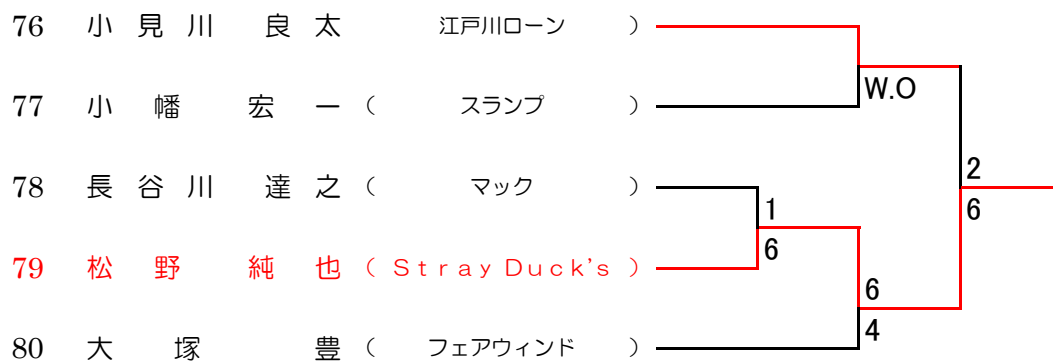 76 小見川 良太 江戸川ローン ）
W.O
77 小幡 宏一 （ スランプ ）
78 長谷川 達之 （ マック ）
2
1
6
6
79 松野 純也 （ Stray Duck's ）
6
4
80 大塚 豊 （ フェアウィンド ）